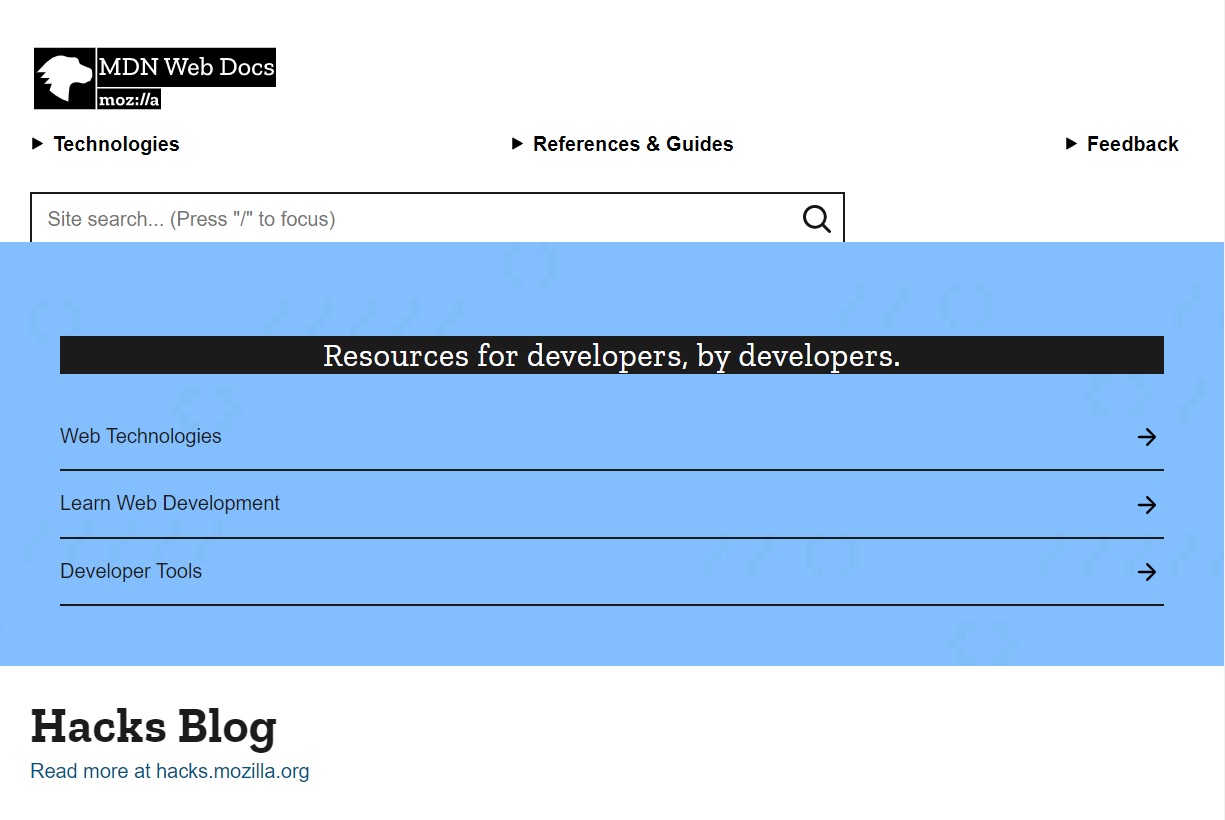 MDN Web Docs
moz://a
Technologies
References & Guides
Feedback
Site search... (Press "/" to focus)
Resources for developers, by developers.
Web Technologies
Learn Web Development
Developer Tools
Hacks Blog
Read more at hacks.mozilla.org